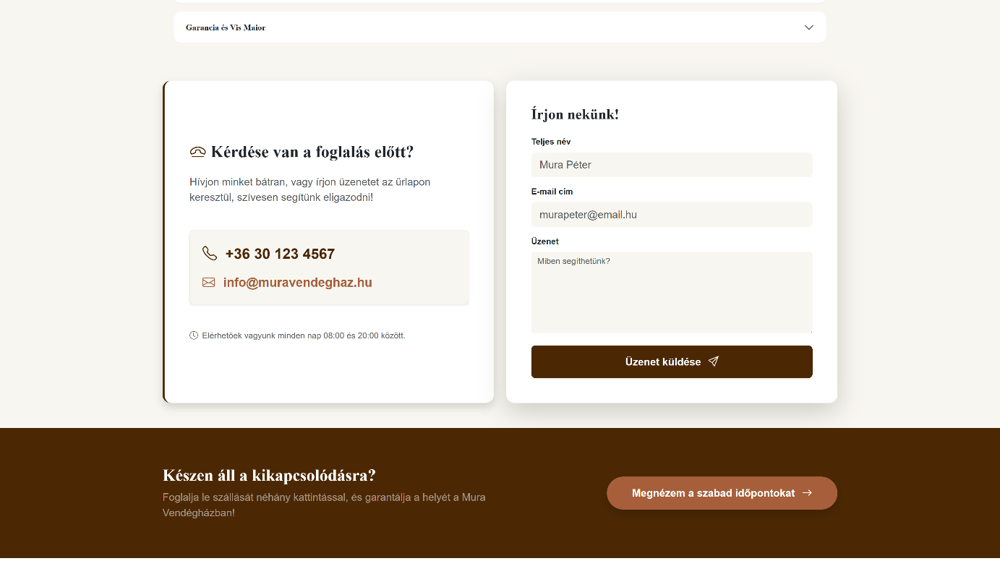 Garancia és Vis Maior
Kérdése van a foglalás előtt?
Hívjon minket bátran, vagy írjon üzenetet az űrlapon
keresztül, szívesen segítünk eligazodni!
+36 30 123 4567
info@muravendeghaz.hu
Elérhetőek vagyunk minden nap 08:00 és 20:00 között.
Írjon nekünk!
Teljes név
Mura Péter
E-mail cím
murapeter@email.hu
Üzenet
Miben segíthetünk?
Üzenet küldése
Készen áll a kikapcsolódásra?
Foglalja le szállását néhány kattintással, és garantálja a helyét a Mura
Vendégházban!
Megnézem a szabad időpontokat